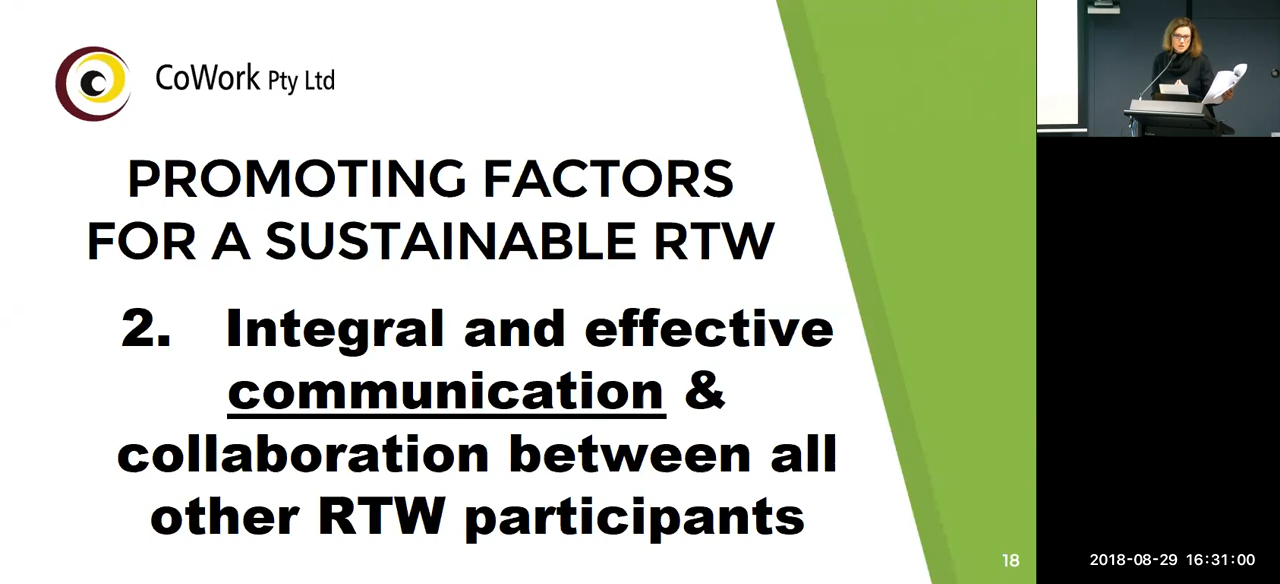 CoWork Pty Ltd
PROMOTING FACTORS
FOR A SUSTAINABLE RTW
2. Integral and effective
communication &
collaboration between all
other RTW participants
18
2018-08-29 16:31:00